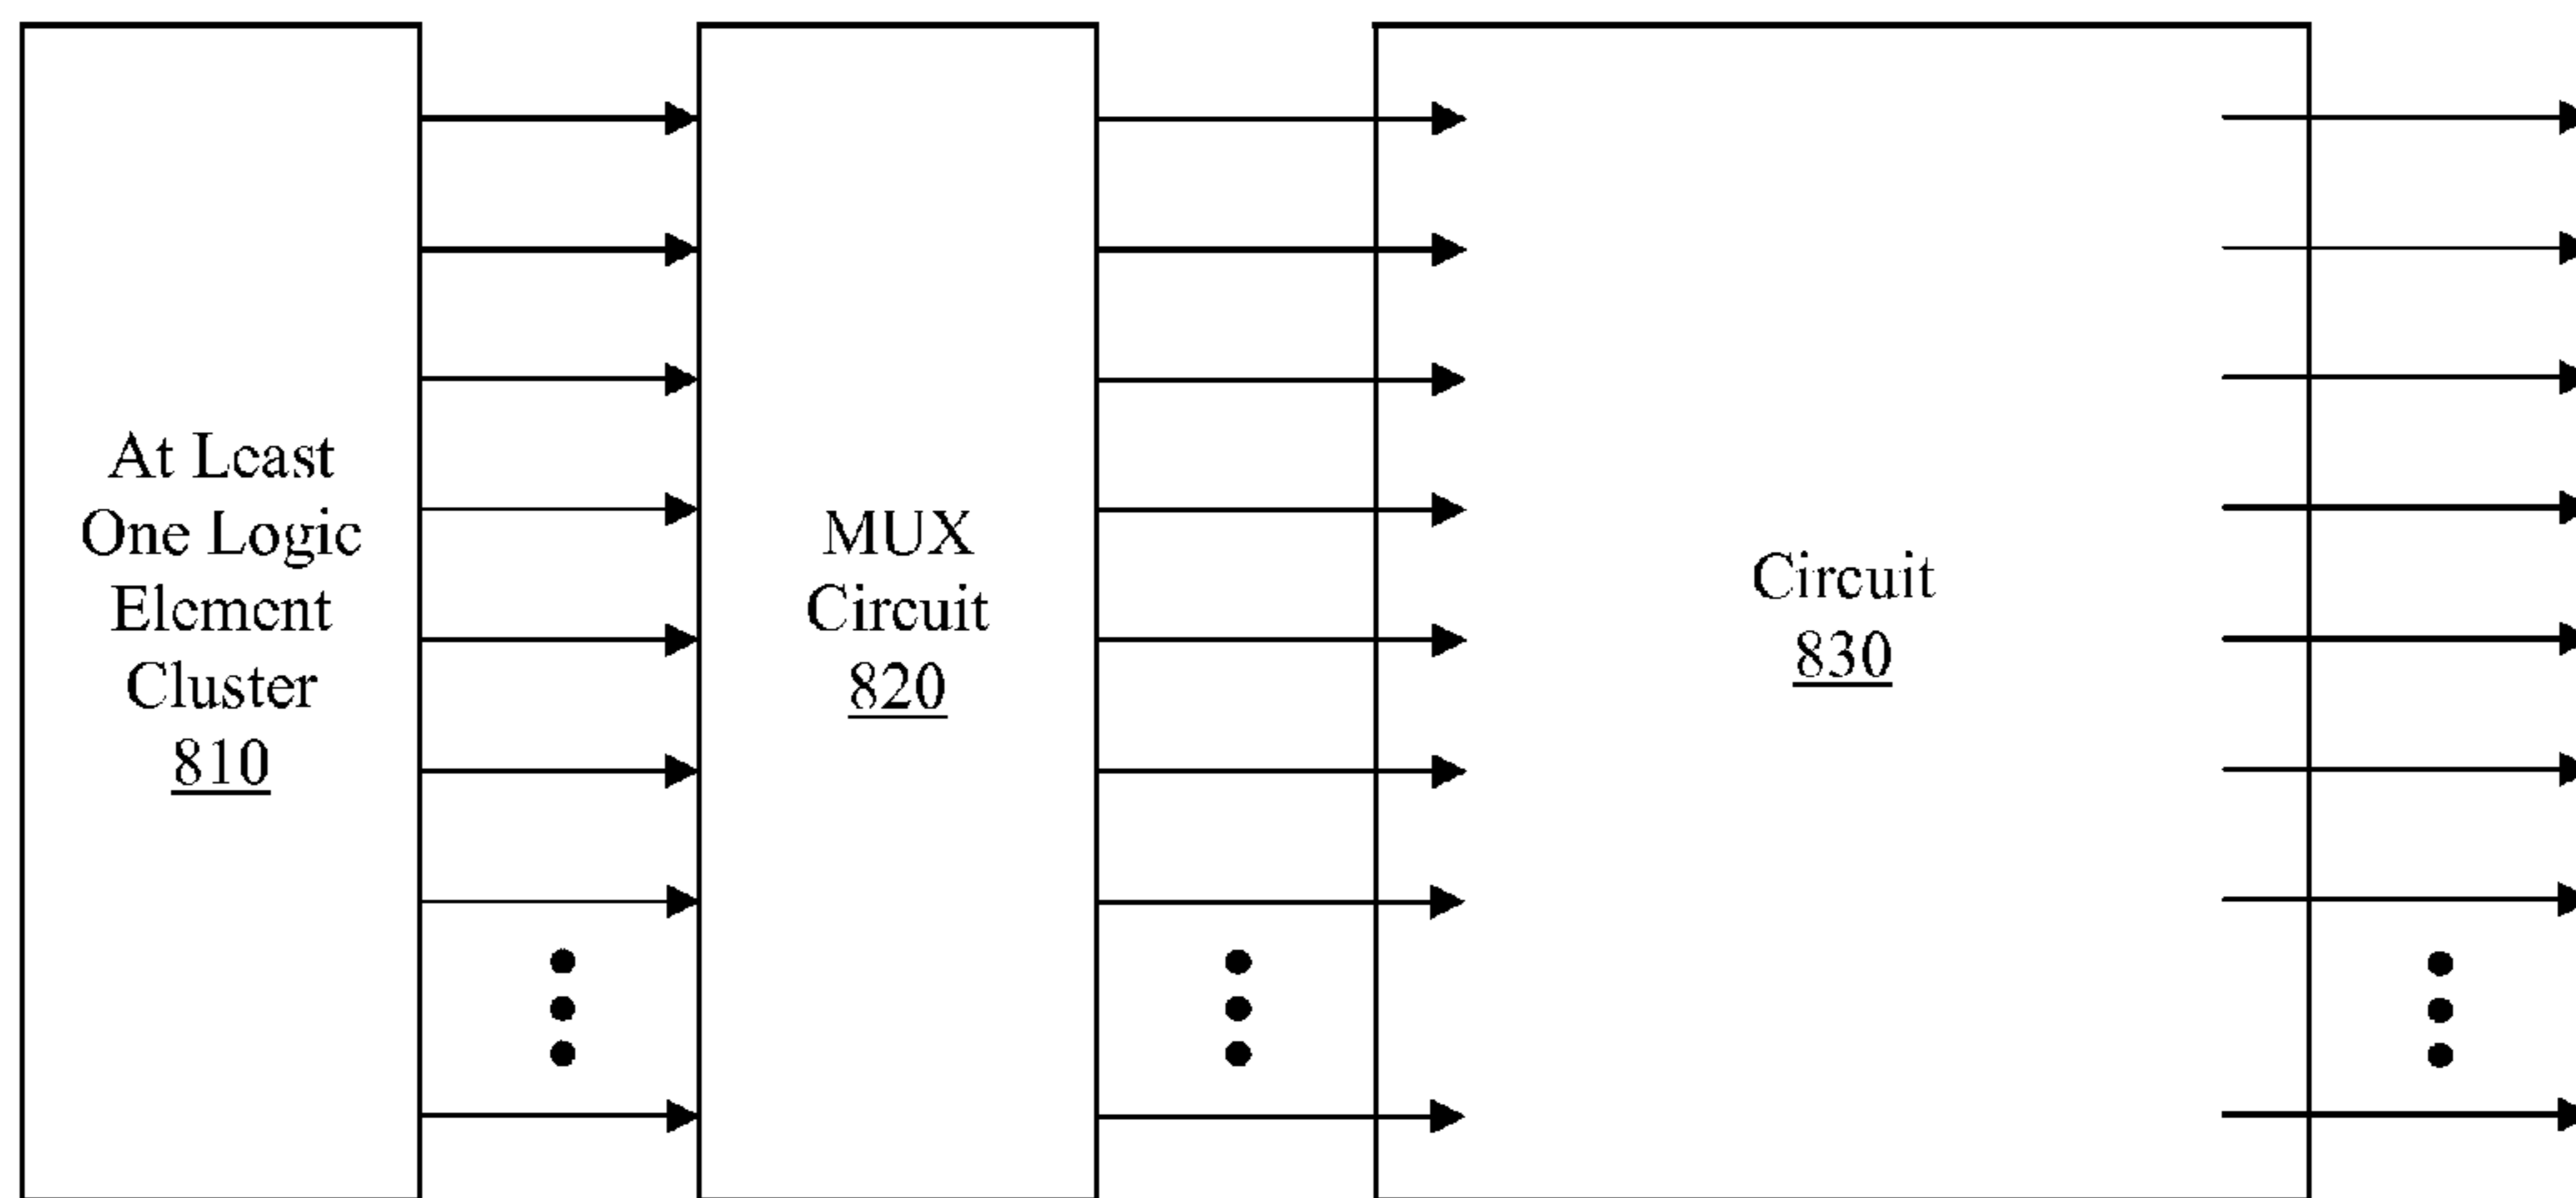 At Least
One Logic
Element
Cluster
810
MUX
Circuit
820
Circuit
830